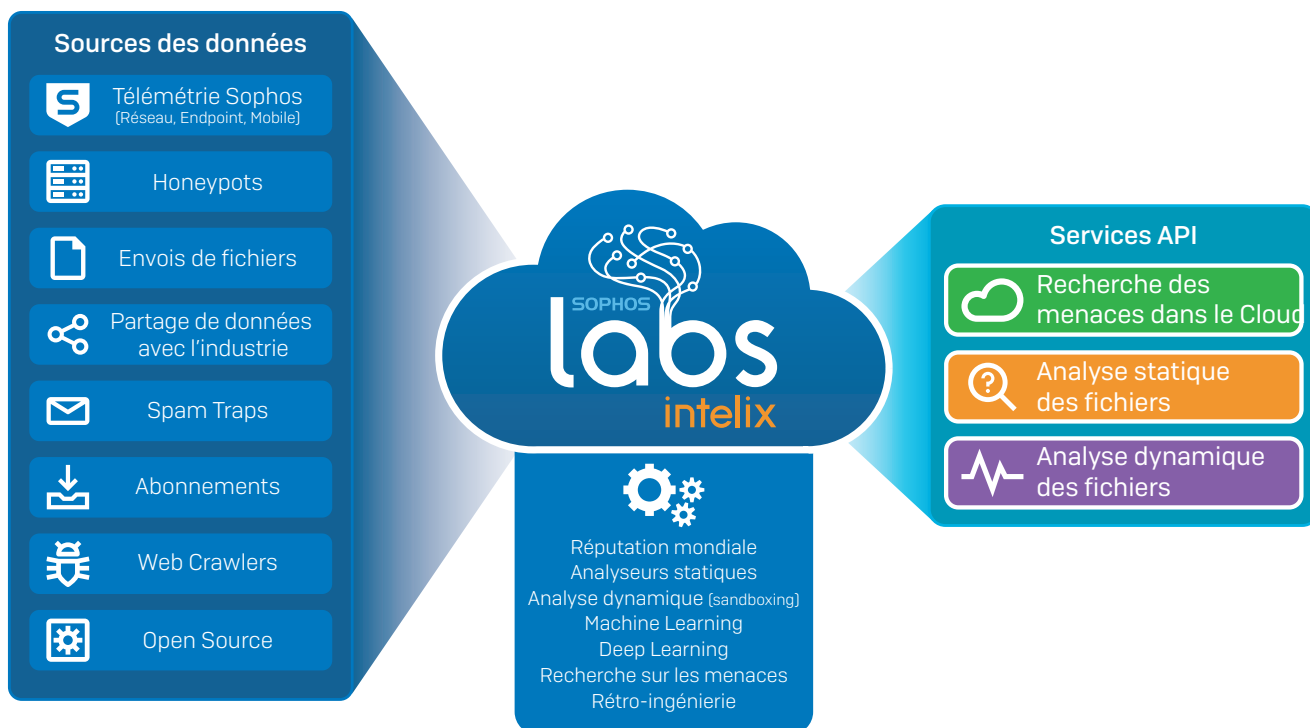 Sources des données
Télémétrie Sophos
(Réseau, Endpoint, Mobile)
Honeypots
Envois de fichiers
Partage de données
avec l'industrie
Spam Traps
Abonnements
Web Crawlers
Open Source
SOPHOS
labs
intelix
Réputation mondiale
Analyseurs statiques
Analyse dynamique (sandboxing)
Machine Learning
Deep Learning
Recherche sur les menaces
Rétro-ingénierie
Services API
Recherche des
menaces dans le Cloud
Analyse statique
des fichiers
Analyse dynamique
des fichiers